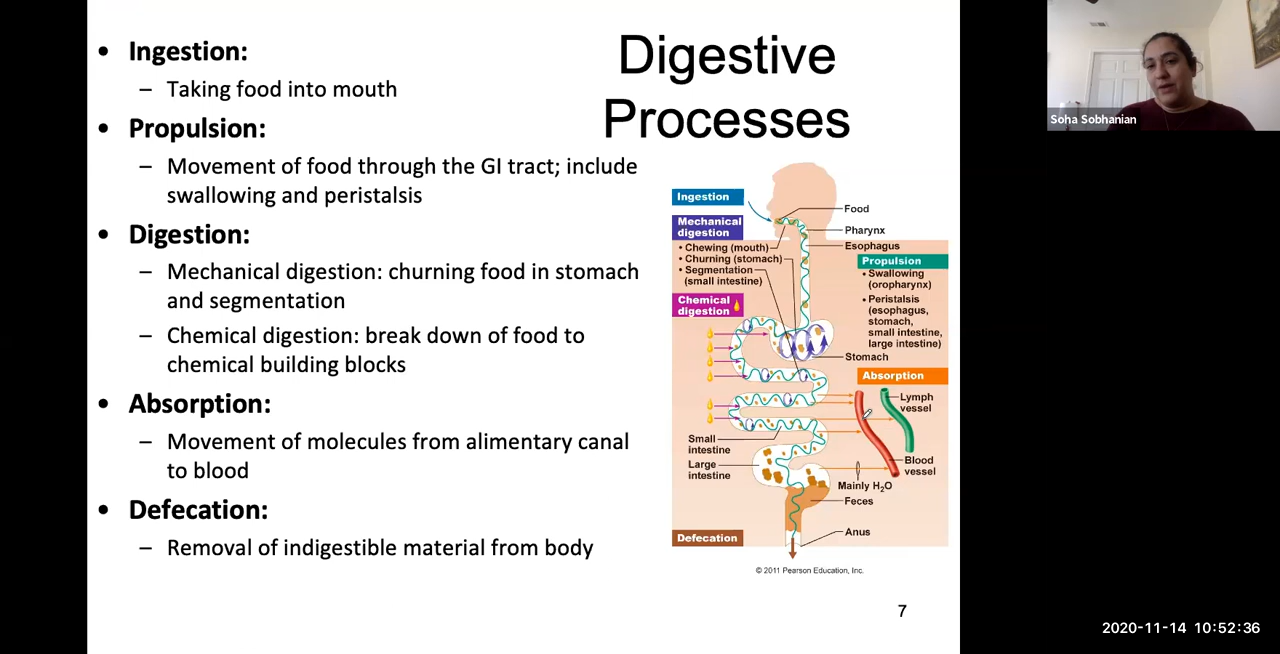 • Ingestion:
– Taking food into mouth
• Propulsion:
– Movement of food through the GI tract; include
swallowing and peristalsis
• Digestion:
– Mechanical digestion: churning food in stomach
and segmentation
– Chemical digestion: break down of food to
chemical building blocks
• Absorption:
– Movement of molecules from alimentary canal
to blood
• Defecation:
– Removal of indigestible material from body
Digestive
Processes
Ingestion
Mechanical
digestion
• Chewing (mouth)
• Churning (stomach)
• Segmentation
(small intestine)
Chemical
digestion
Food
Pharynx
Esophagus
Propulsion
• Swallowing
(oropharynx)
• Peristalsis
(esophagus,
stomach,
small intestine,
large intestine)
Stomach
Absorption
Lymph
vessel
Small
intestine
Large
intestine
Blood
vessel
Mainly H₂O
Feces
Anus
Defecation
© 2011 Pearson Education, Inc.
7
Soha Sobhanian
2020-11-14 10:52:36